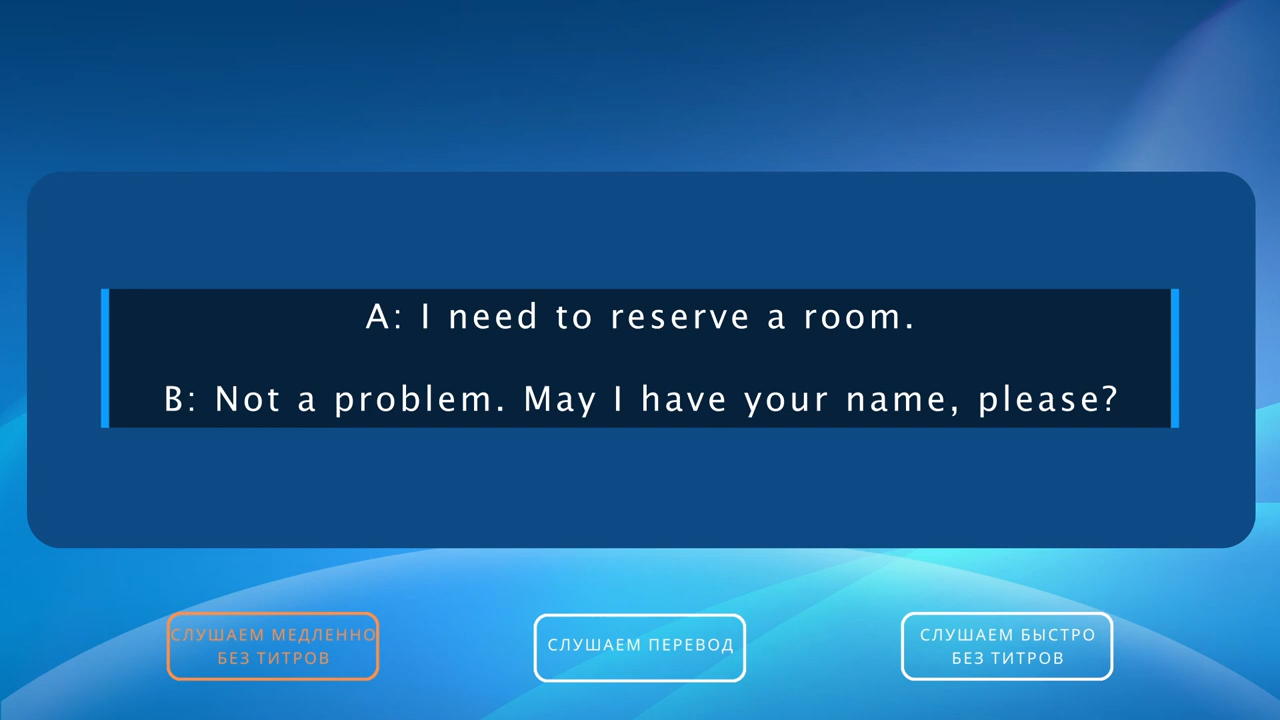 A: I need to reserve a room.
B: Not a problem. May I have your name, please?
СЛУШАЕМ МЕДЛЕННО
БЕЗ ТИТРОВ
СЛУШАЕМ ПЕРЕВОД
СЛУШАЕМ БЫСТРО
БЕЗ ТИТРОВ